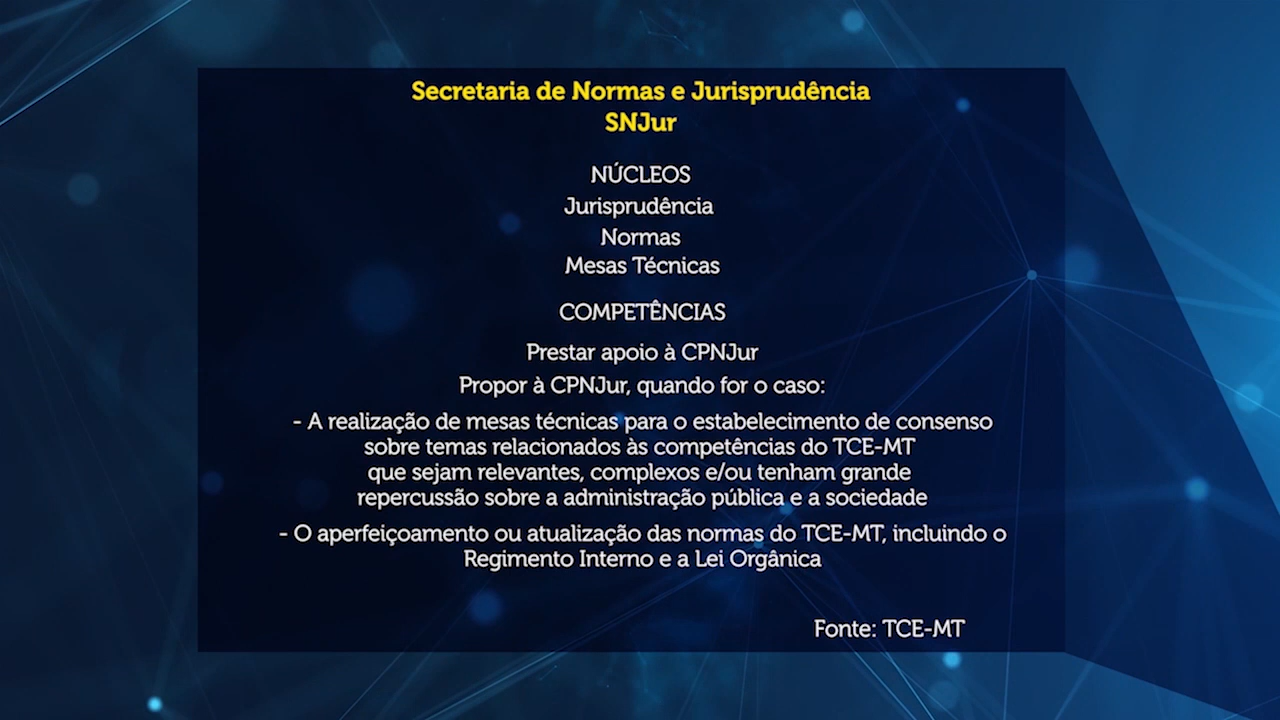 Secretaria de Normas e Jurisprudência
SNJur
NÚCLEOS
Jurisprudência
Normas
Mesas Técnicas
COMPETÊNCIAS
Prestar apoio à CPNJur
Propor à CPNJur, quando for o caso:
- A realização de mesas técnicas para o estabelecimento de consenso
sobre temas relacionados às competências do TCE-MT
que sejam relevantes, complexos e/ou tenham grande
repercussão sobre a administração pública e a sociedade
- O aperfeiçoamento ou atualização das normas do TCE-MT, incluindo o
Regimento Interno e a Lei Orgânica
Fonte: TCE-MT